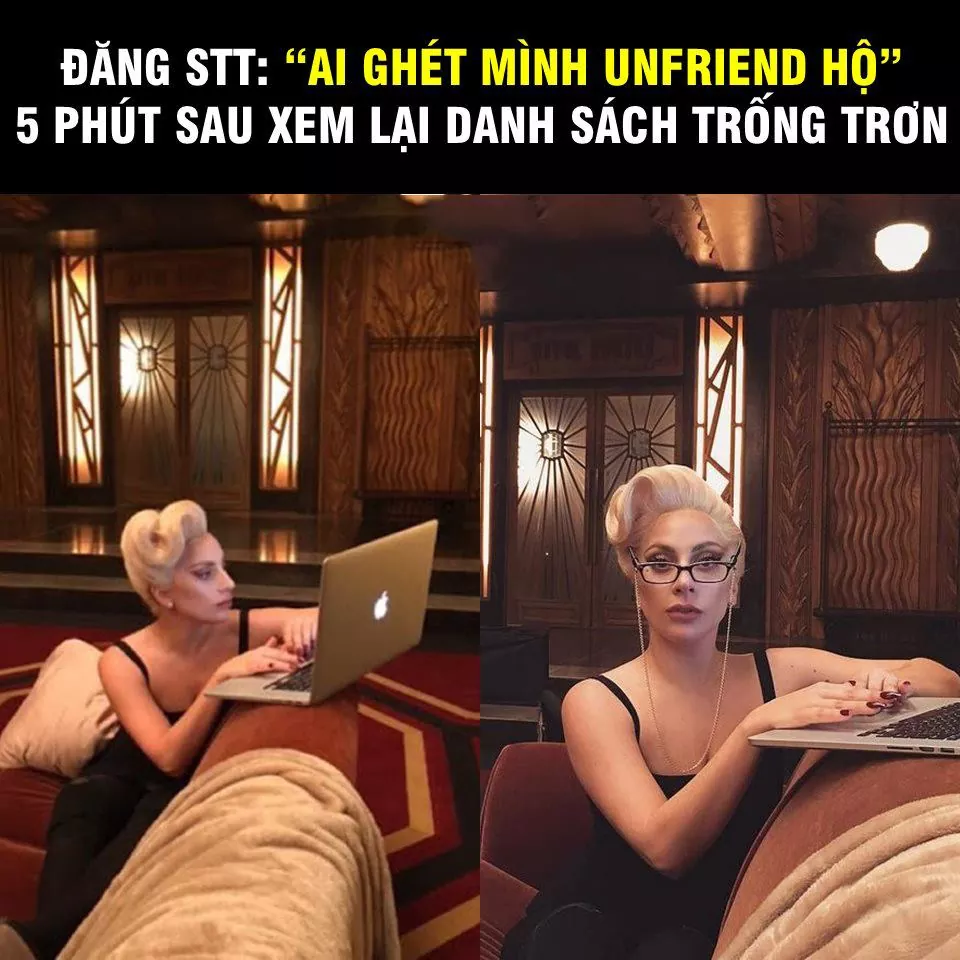 ĐĂNG STT: “AI GHÉT MÌNH UNFRIEND HỘ”
5 PHÚT SAU XEM LẠI DANH SÁCH TRỐNG TRƠN